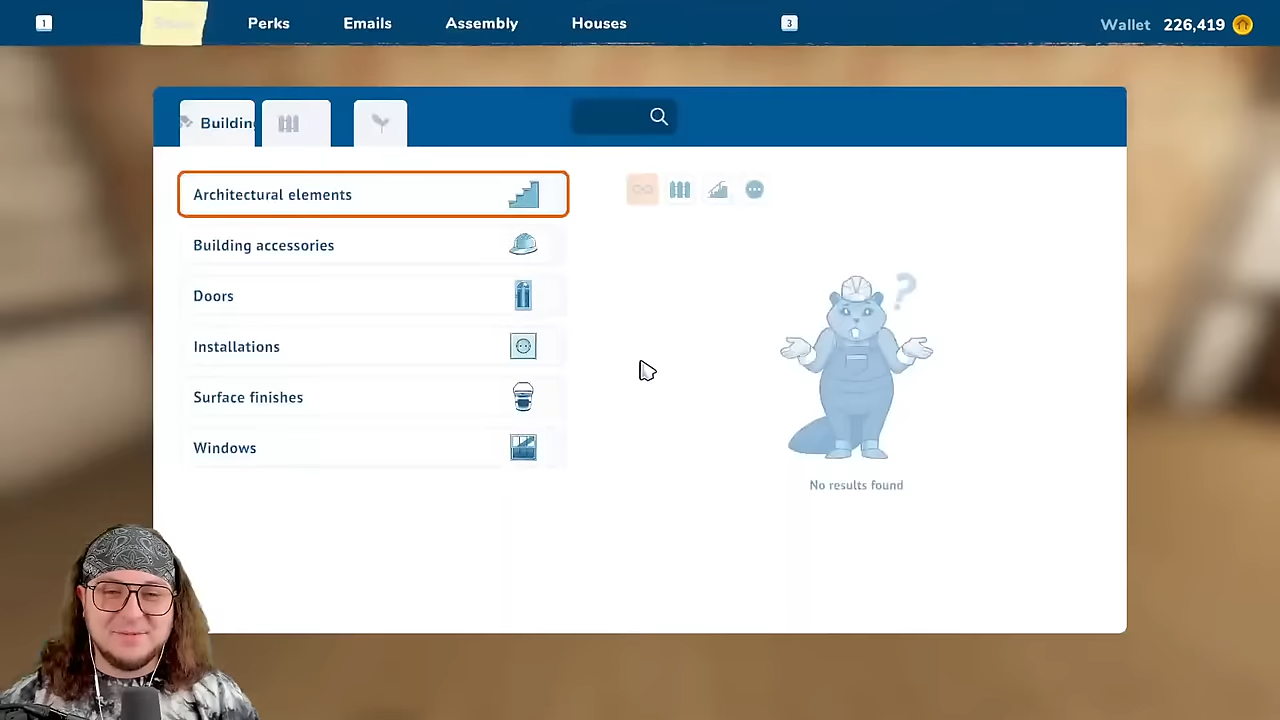 1
Perks
Emails
Assembly
Houses
3
Wallet 226,419
Building
Architectural elements
Building accessories
Doors
Installations
Surface finishes
Windows
?
No results found